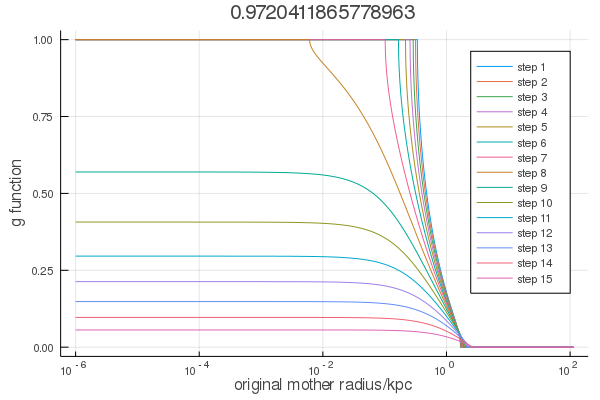 0.9720411865778963
1.00
0.75
0.50
0.25
0.00
g function
step 1
step 2
step 3
step 4
step 5
step 6
step 7
step 8
step 9
step 10
step 11
step 12
step 13
step 14
step 15
10^-6 10^-4 10^-2 10^0 10^2
original mother radius/kpc